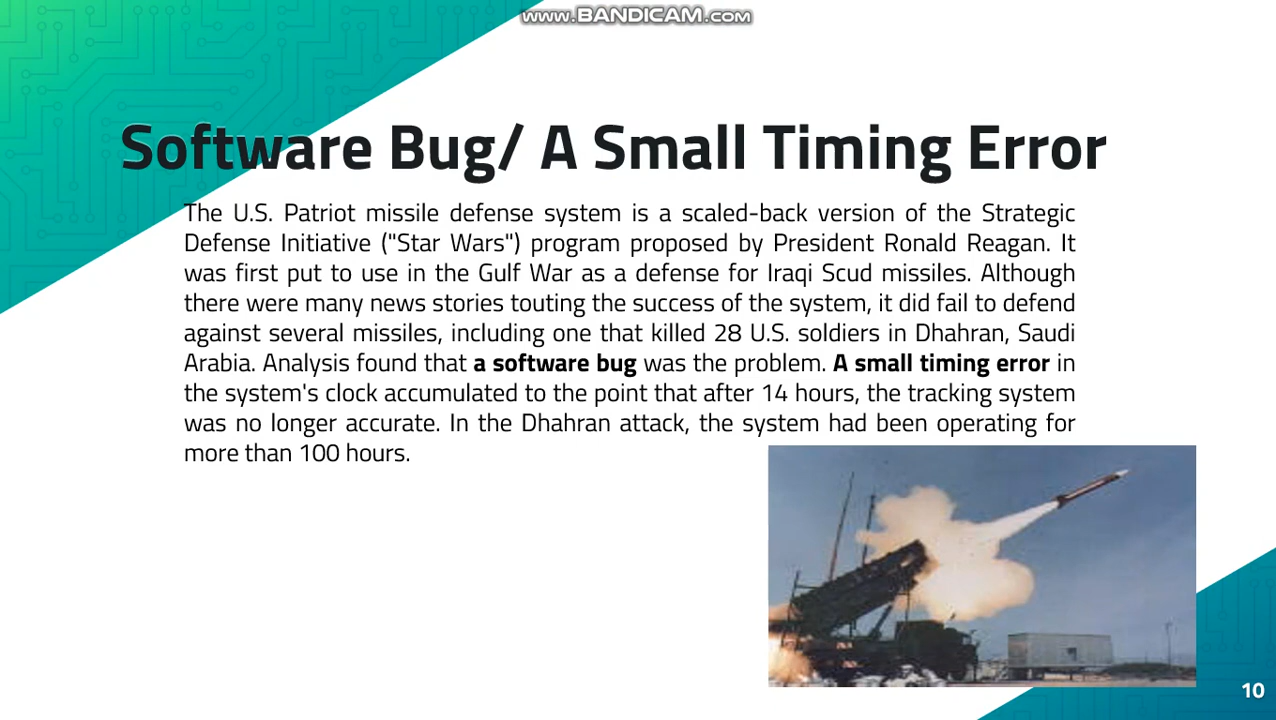 www.BANDICAM.com
Software Bug/ A Small Timing Error
The U.S. Patriot missile defense system is a scaled-back version of the Strategic
Defense Initiative ("Star Wars") program proposed by President Ronald Reagan. It
was first put to use in the Gulf War as a defense for Iraqi Scud missiles. Although
there were many news stories touting the success of the system, it did fail to defend
against several missiles, including one that killed 28 U.S. soldiers in Dhahran, Saudi
Arabia. Analysis found that a software bug was the problem. A small timing error in
the system's clock accumulated to the point that after 14 hours, the tracking system
was no longer accurate. In the Dhahran attack, the system had been operating for
more than 100 hours.
10